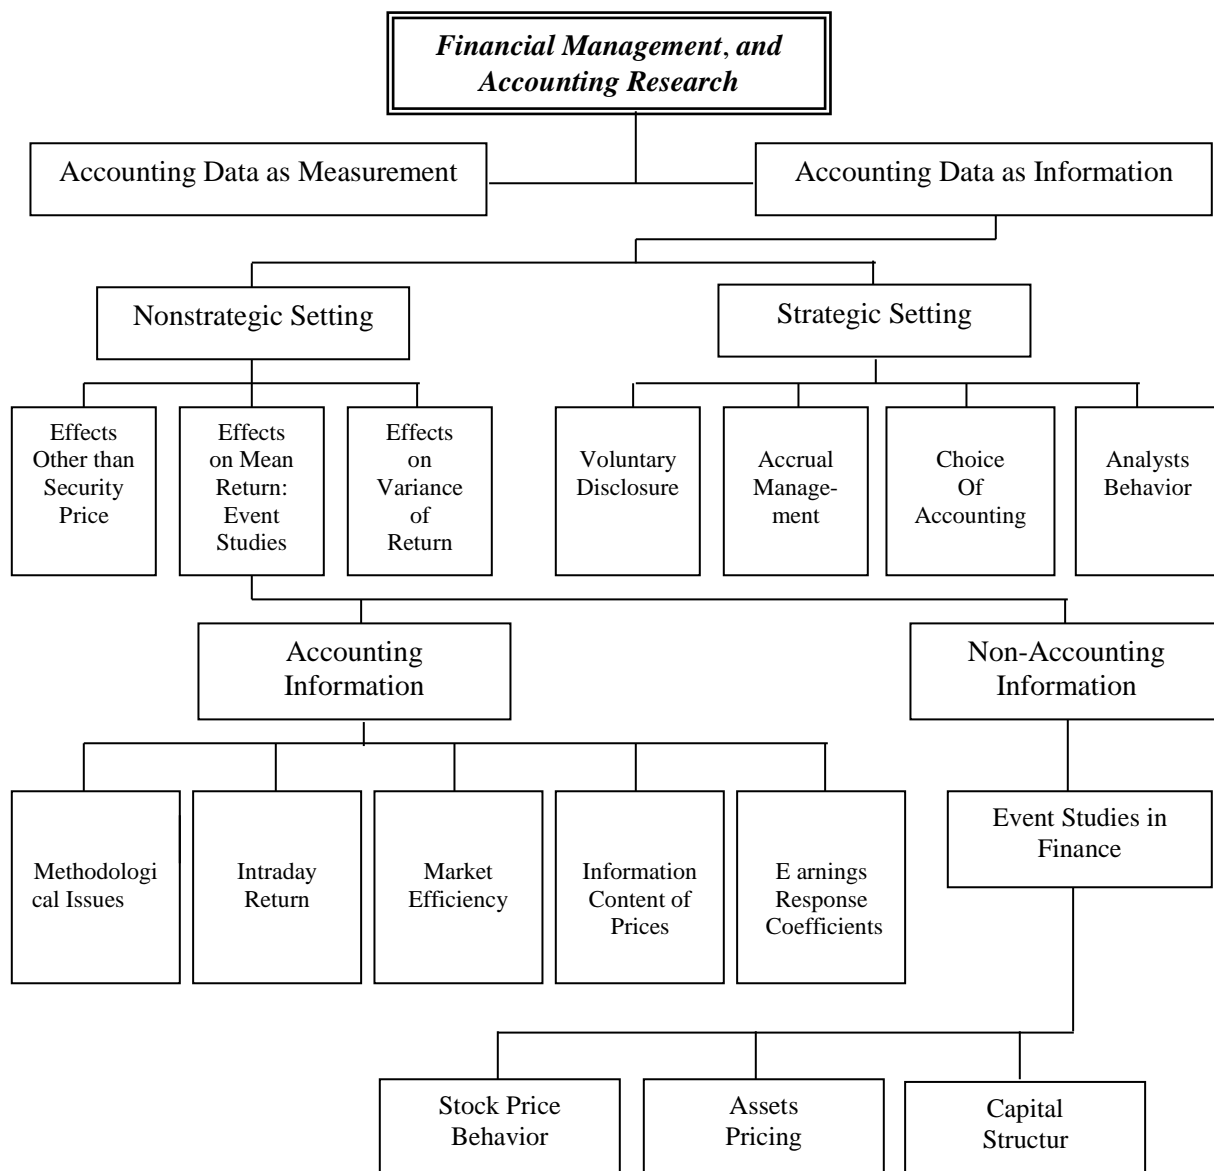 Financial Management, and
Accounting Research
Accounting Data as Measurement
Accounting Data as Information
Nonstrategic Setting
Strategic Setting
Effects
Other than
Security
Price
Effects
on Mean
Return:
Event
Studies
Effects
on
Variance
of
Return
Voluntary
Disclosure
Accrual
Manage-
ment
Choice
Of
Accounting
Analysts
Behavior
Accounting
Information
Non-Accounting
Information
Methodologi
cal Issues
Intraday
Return
Market
Efficiency
Information
Content of
Prices
E arnings
Response
Coefficients
Event Studies in
Finance
Stock Price
Behavior
Assets
Pricing
Capital
Structur